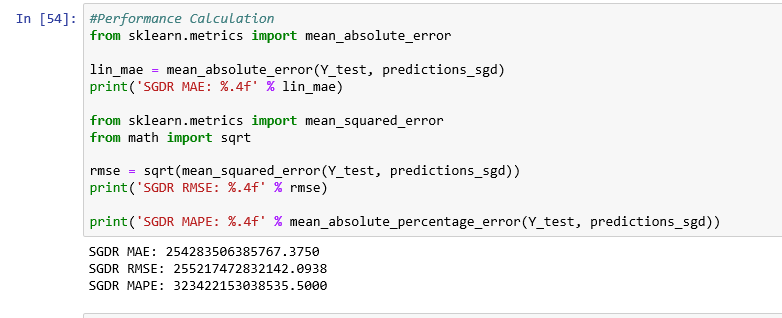 In [54]: #Performance Calculation
from sklearn.metrics import mean_absolute_error
lin_mae = mean_absolute_error(Y_test, predictions_sgd)
print('SGDR MAE: %.4f' % lin_mae)
from sklearn.metrics import mean_squared_error
from math import sqrt
rmse = sqrt(mean_squared_error(Y_test, predictions_sgd))
print('SGDR RMSE: %.4f' % rmse)
print('SGDR MAPE: %.4f' % mean_absolute_percentage_error(Y_test, predictions_sgd))
SGDR MAE: 254283506385767.3750
SGDR RMSE: 255217472832142.0938
SGDR MAPE: 323422153038535.5000